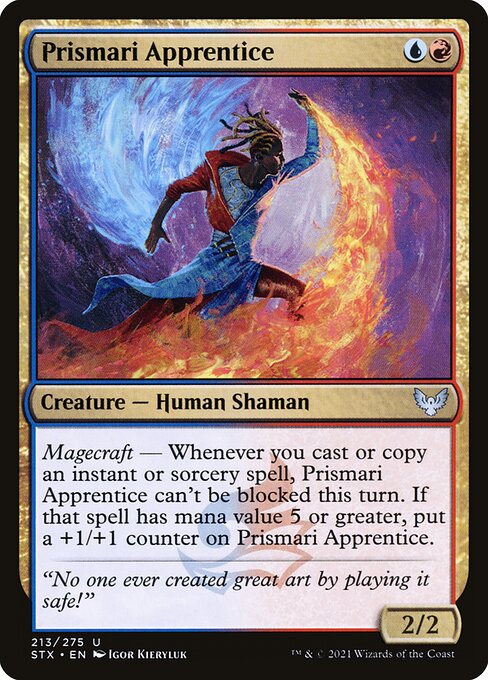 Prismari Apprentice
Creature — Human Shaman
Magecraft — Whenever you cast or copy
an instant or sorcery spell, Prismari
Apprentice can't be blocked this turn. If
that spell has mana value 5 or greater, put
a +1/+1 counter on Prismari Apprentice.
"No one ever created great art by playing it
safe!"
2/2
213/275 U
STX • EN Igor Kieryluk
™ & © 2021 Wizards of the Coast